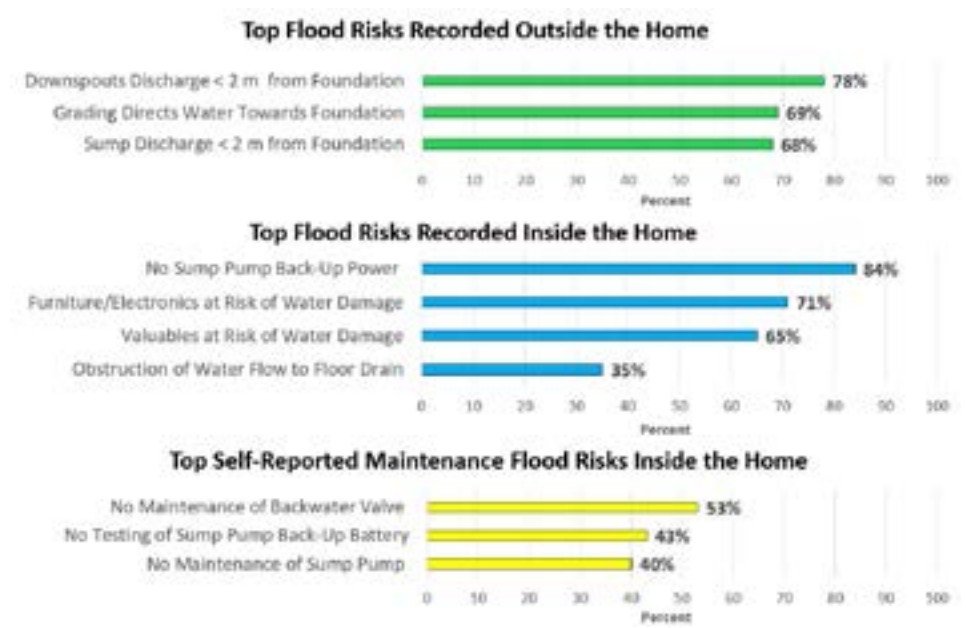 Top Flood Risks Recorded Outside the Home
Downspouts Discharge < 2 m from Foundation 78%
Grading Directs Water Towards Foundation 69%
Sump Discharge < 2 m from Foundation 68%
0 10 20 30 40 50 60 70 80 90 100
Percent
Top Flood Risks Recorded Inside the Home
No Sump Pump Back-Up Power 84%
Furniture/Electronics at Risk of Water Damage 71%
Valuables at Risk of Water Damage 65%
Obstruction of Water Flow to Floor Drain 35%
0 10 20 30 40 50 60 70 80 90 100
Percent
Top Self-Reported Maintenance Flood Risks Inside the Home
No Maintenance of Backwater Valve 53%
No Testing of Sump Pump Back-Up Battery 43%
No Maintenance of Sump Pump 40%
0 10 20 30 40 50 60 70 80 90 100
Percent